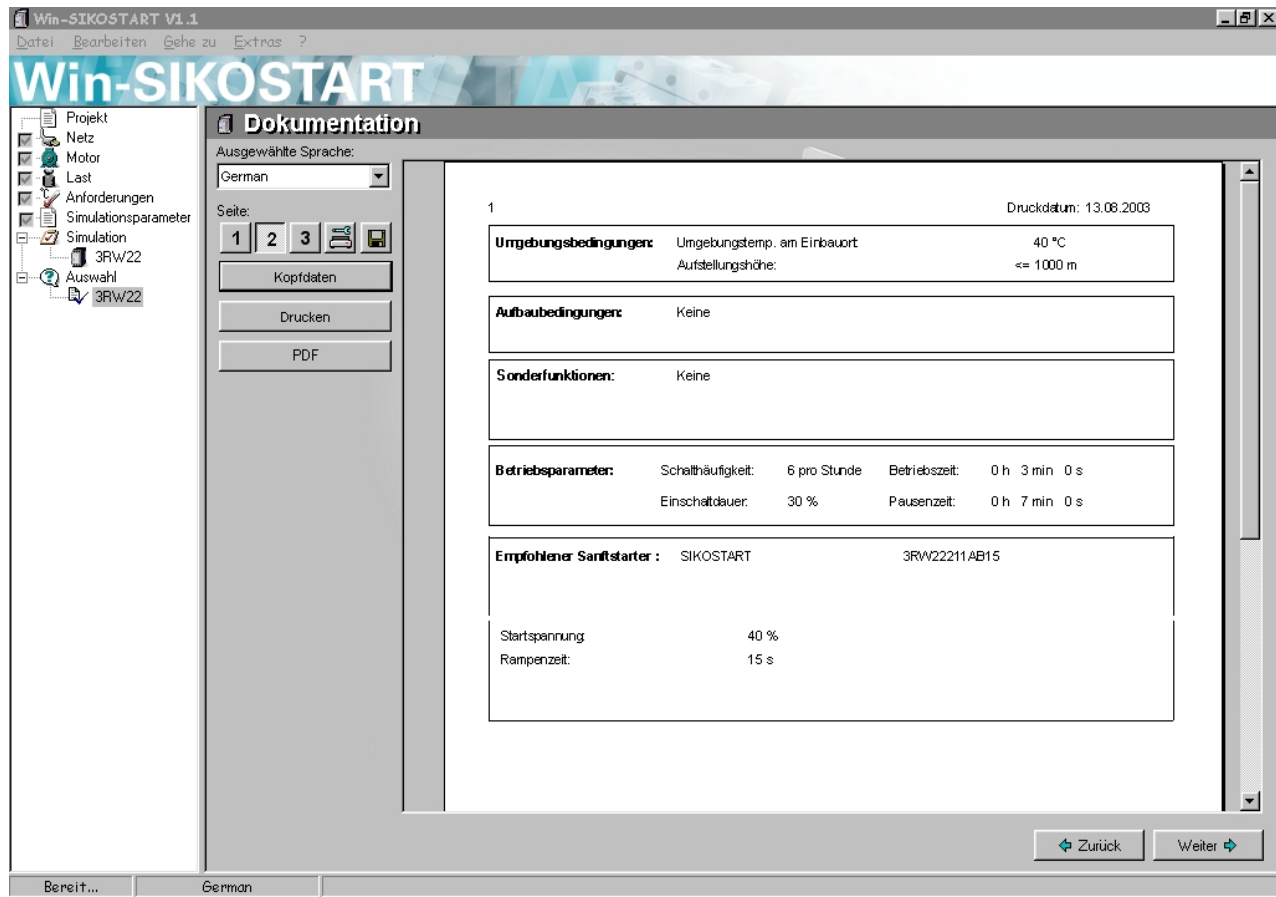 Win-SIKOSTART V1.1
Datei Bearbeiten Gehe zu Extras ?
Win-SIKOSTART
Projekt
Netz
Motor
Last
Anforderungen
Simulationsparameter
Simulation
3RW22
Auswahl
3RW22
Dokumentation
Ausgewählte Sprache:
German
Seite:
1 2 3
Kopfdaten
Drucken
PDF
1 Druckdatum: 13.08.2003
Umgebungsbedingungen: Umgebungstemp. am Einbauort 40 °C
Aufstellungshöhe: <= 1000 m
Aufbaubedingungen: Keine
Sonderfunktionen: Keine
Betriebsparameter: Schalthäufigkeit: 6 pro Stunde Betriebszeit: 0 h 3 min 0 s
Einschaltdauer: 30 % Pausenzeit: 0 h 7 min 0 s
Empfohlener Sanftstarter : SIKOSTART 3RW22211AB15
Startspannung: 40 %
Rampenzeit: 15 s
Zurück Weiter
Bereit... German